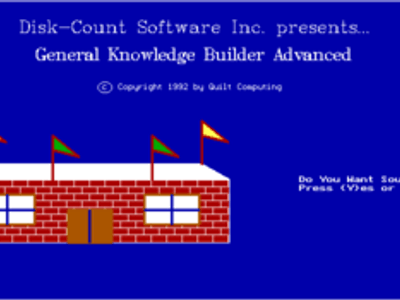 Disk-Count Software Inc. presents...
General Knowledge Builder Advanced
© Copyright 1992 by Quilt Computing
Do You Want Sou
Press (Y)es or